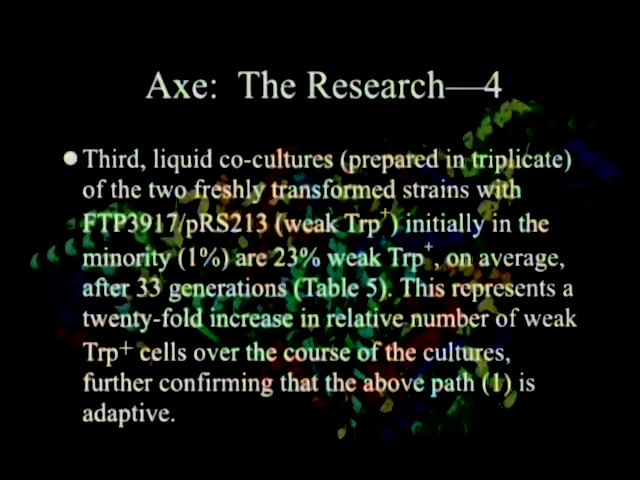 Axe: The Research—4
● Third, liquid co-cultures (prepared in triplicate)
of the two freshly transformed strains with
FTP3917/pRS213 (weak Trp⁺) initially in the
minority (1%) are 23% weak Trp⁺, on average,
after 33 generations (Table 5). This represents a
twenty-fold increase in relative number of weak
Trp+ cells over the course of the cultures,
further confirming that the above path (1) is
adaptive.